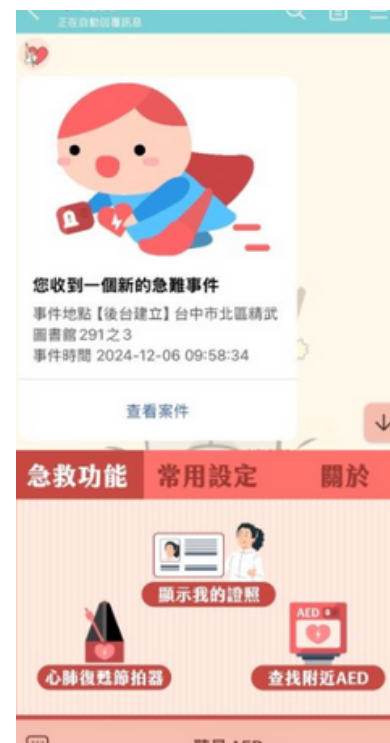 正在自動回覆訊息
您收到一個新的急難事件
事件地點【後台建立】台中市北區精武
圖書館291之3
事件時間 2024-12-06 09:58:34
查看案件
急救功能 常用設定 關於
顯示我的證照
AED
心肺復甦節拍器 查找附近AED